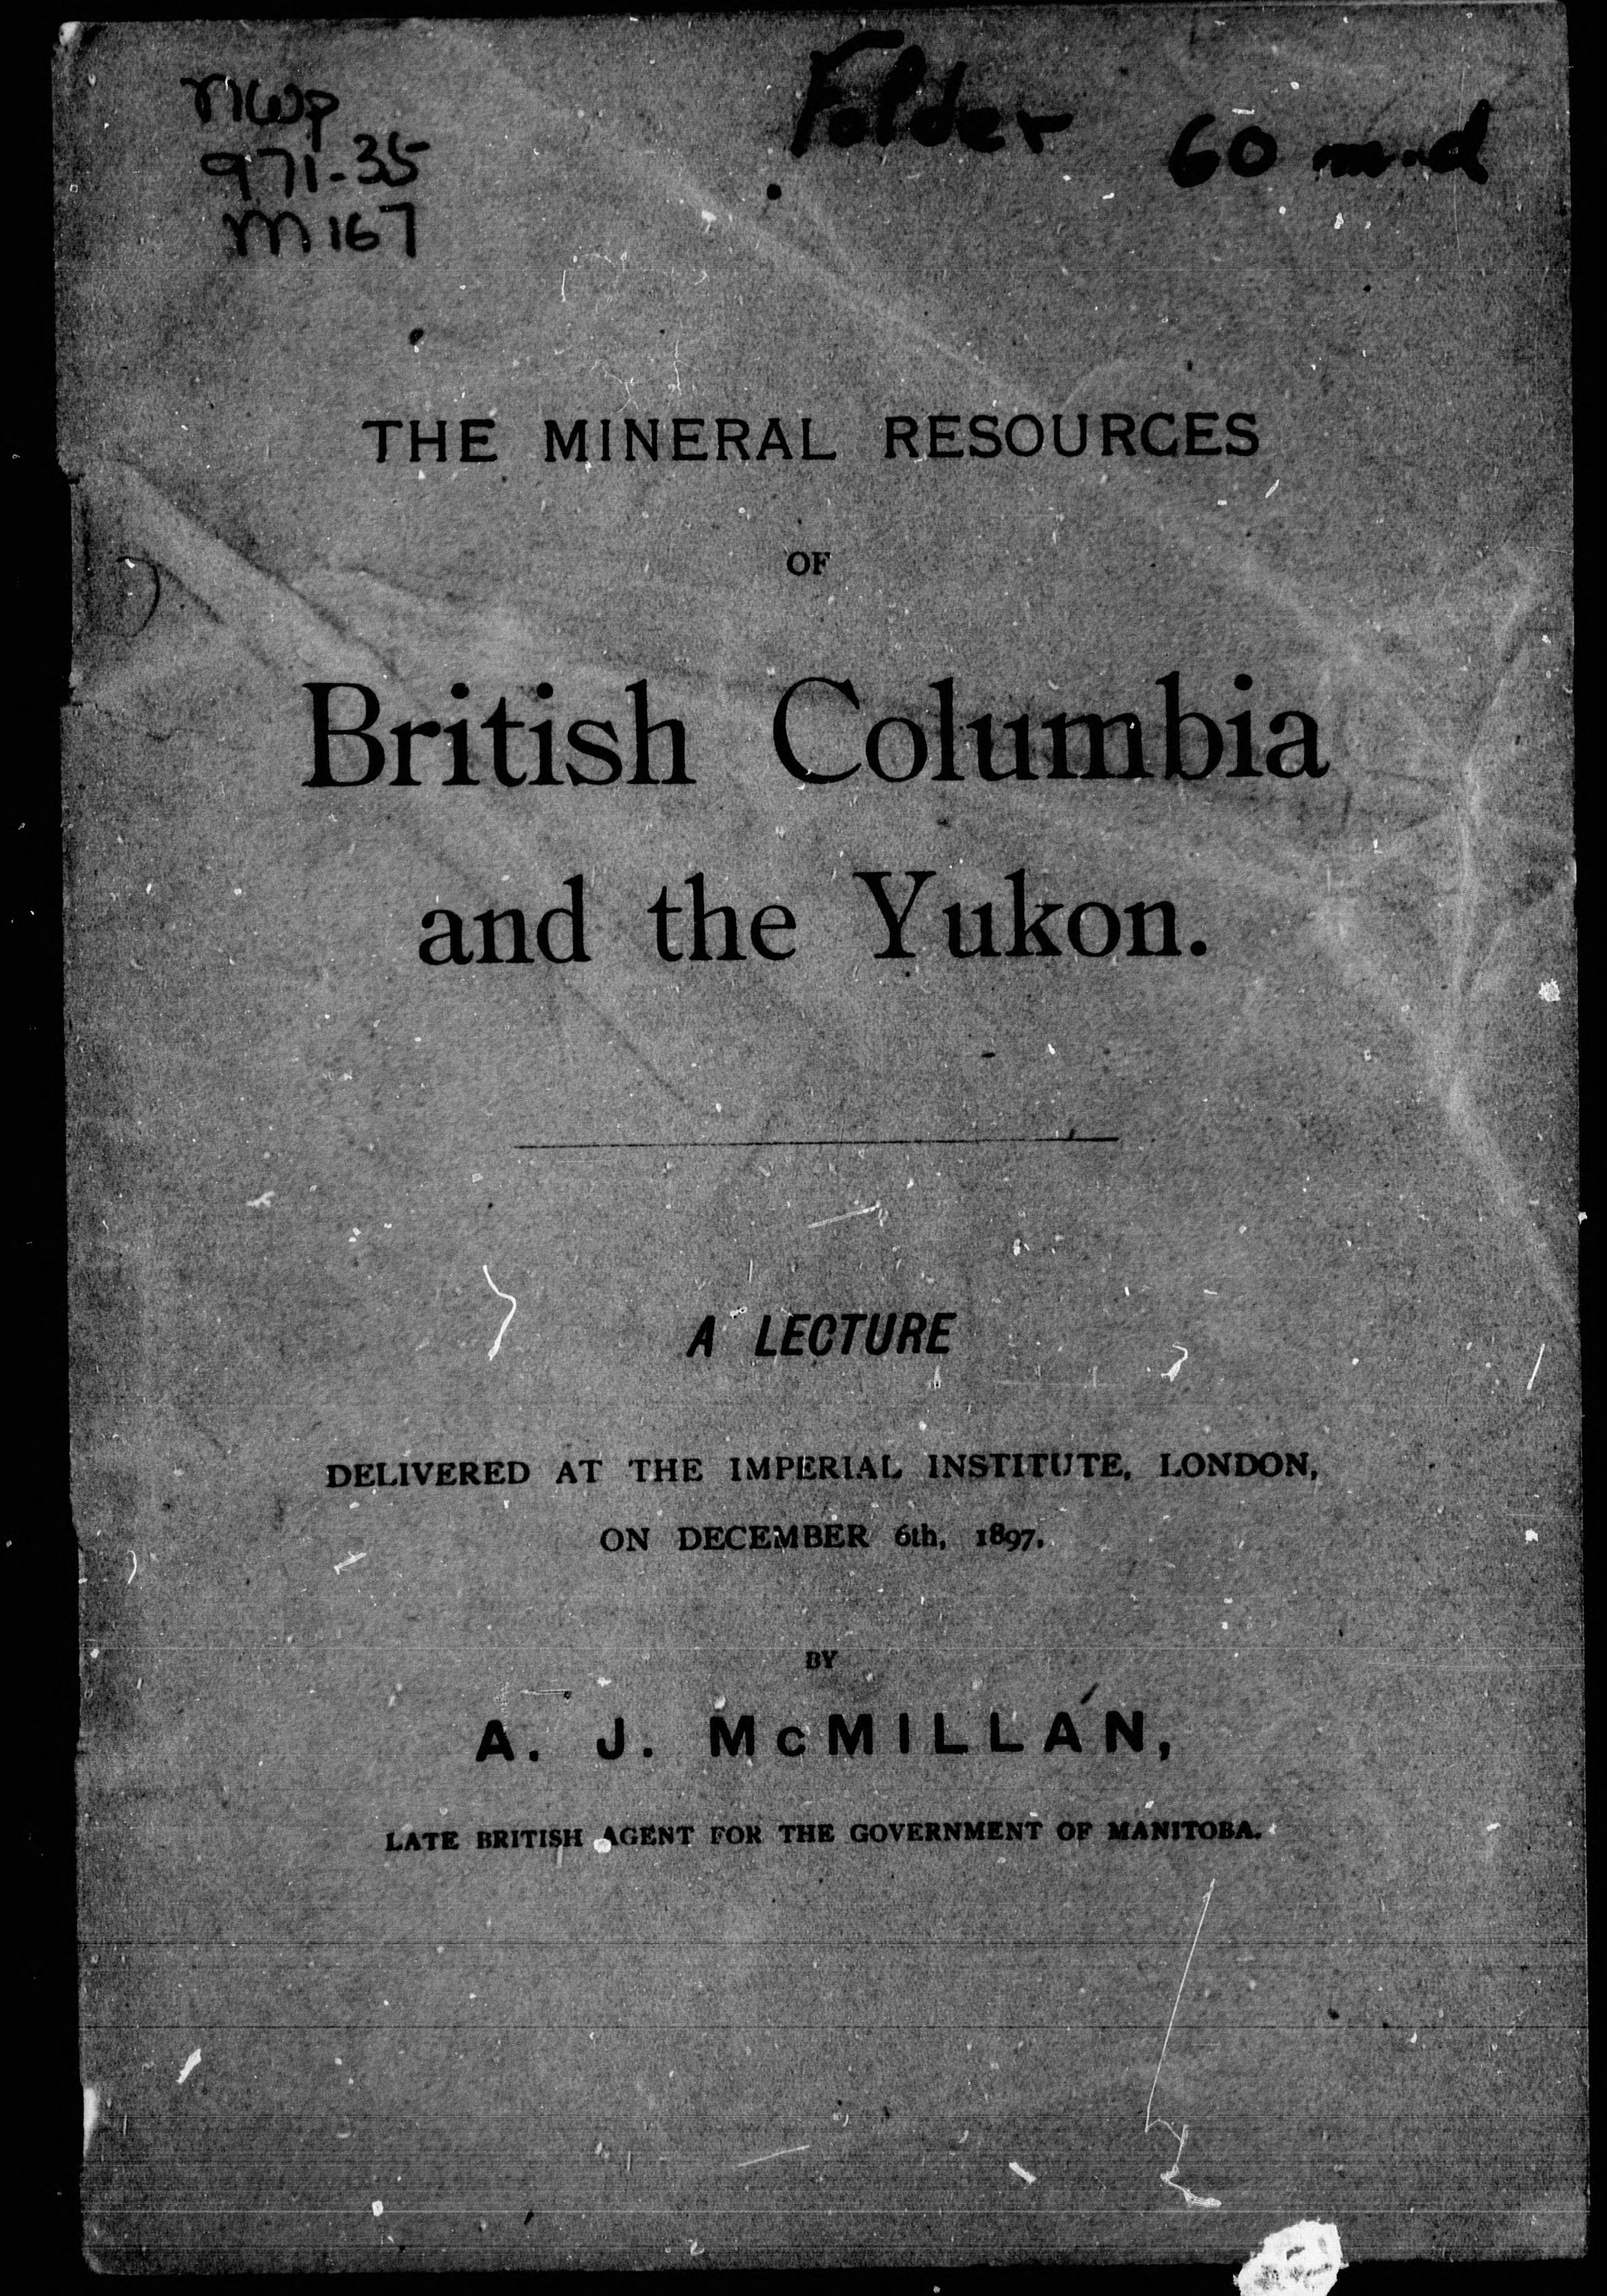 NWp
971-35
M167
Folder 60
THE MINERAL RESOURCES
OF
British Columbia
and the Yukon.
A LECTURE
DELIVERED AT THE IMPERIAL INSTITUTE, LONDON,
ON DECEMBER 6th, 1897,
BY
A. J. McMILLAN,
LATE BRITISH AGENT FOR THE GOVERNMENT OF MANITOBA.